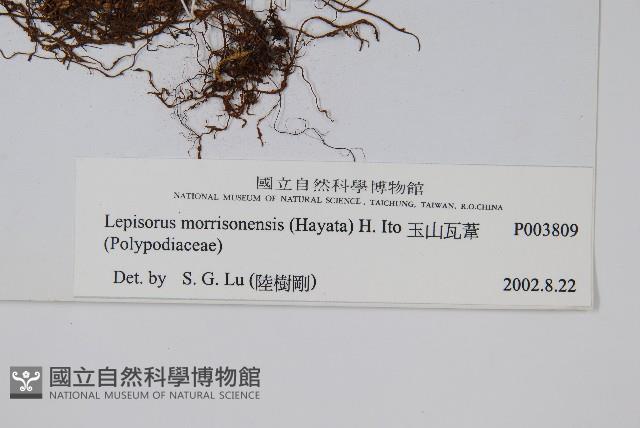 國立自然科學博物館
NATIONAL MUSEUM OF NATURAL SCIENCE, TAICHUNG, TAIWAN, R.O.CHINA
Lepisorus morrisonensis (Hayata) H. Ito 玉山瓦葦 P003809
(Polypodiaceae)
Det. by S. G. Lu (陸樹剛) 2002.8.22
國立自然科學博物館
NATIONAL MUSEUM OF NATURAL SCIENCE